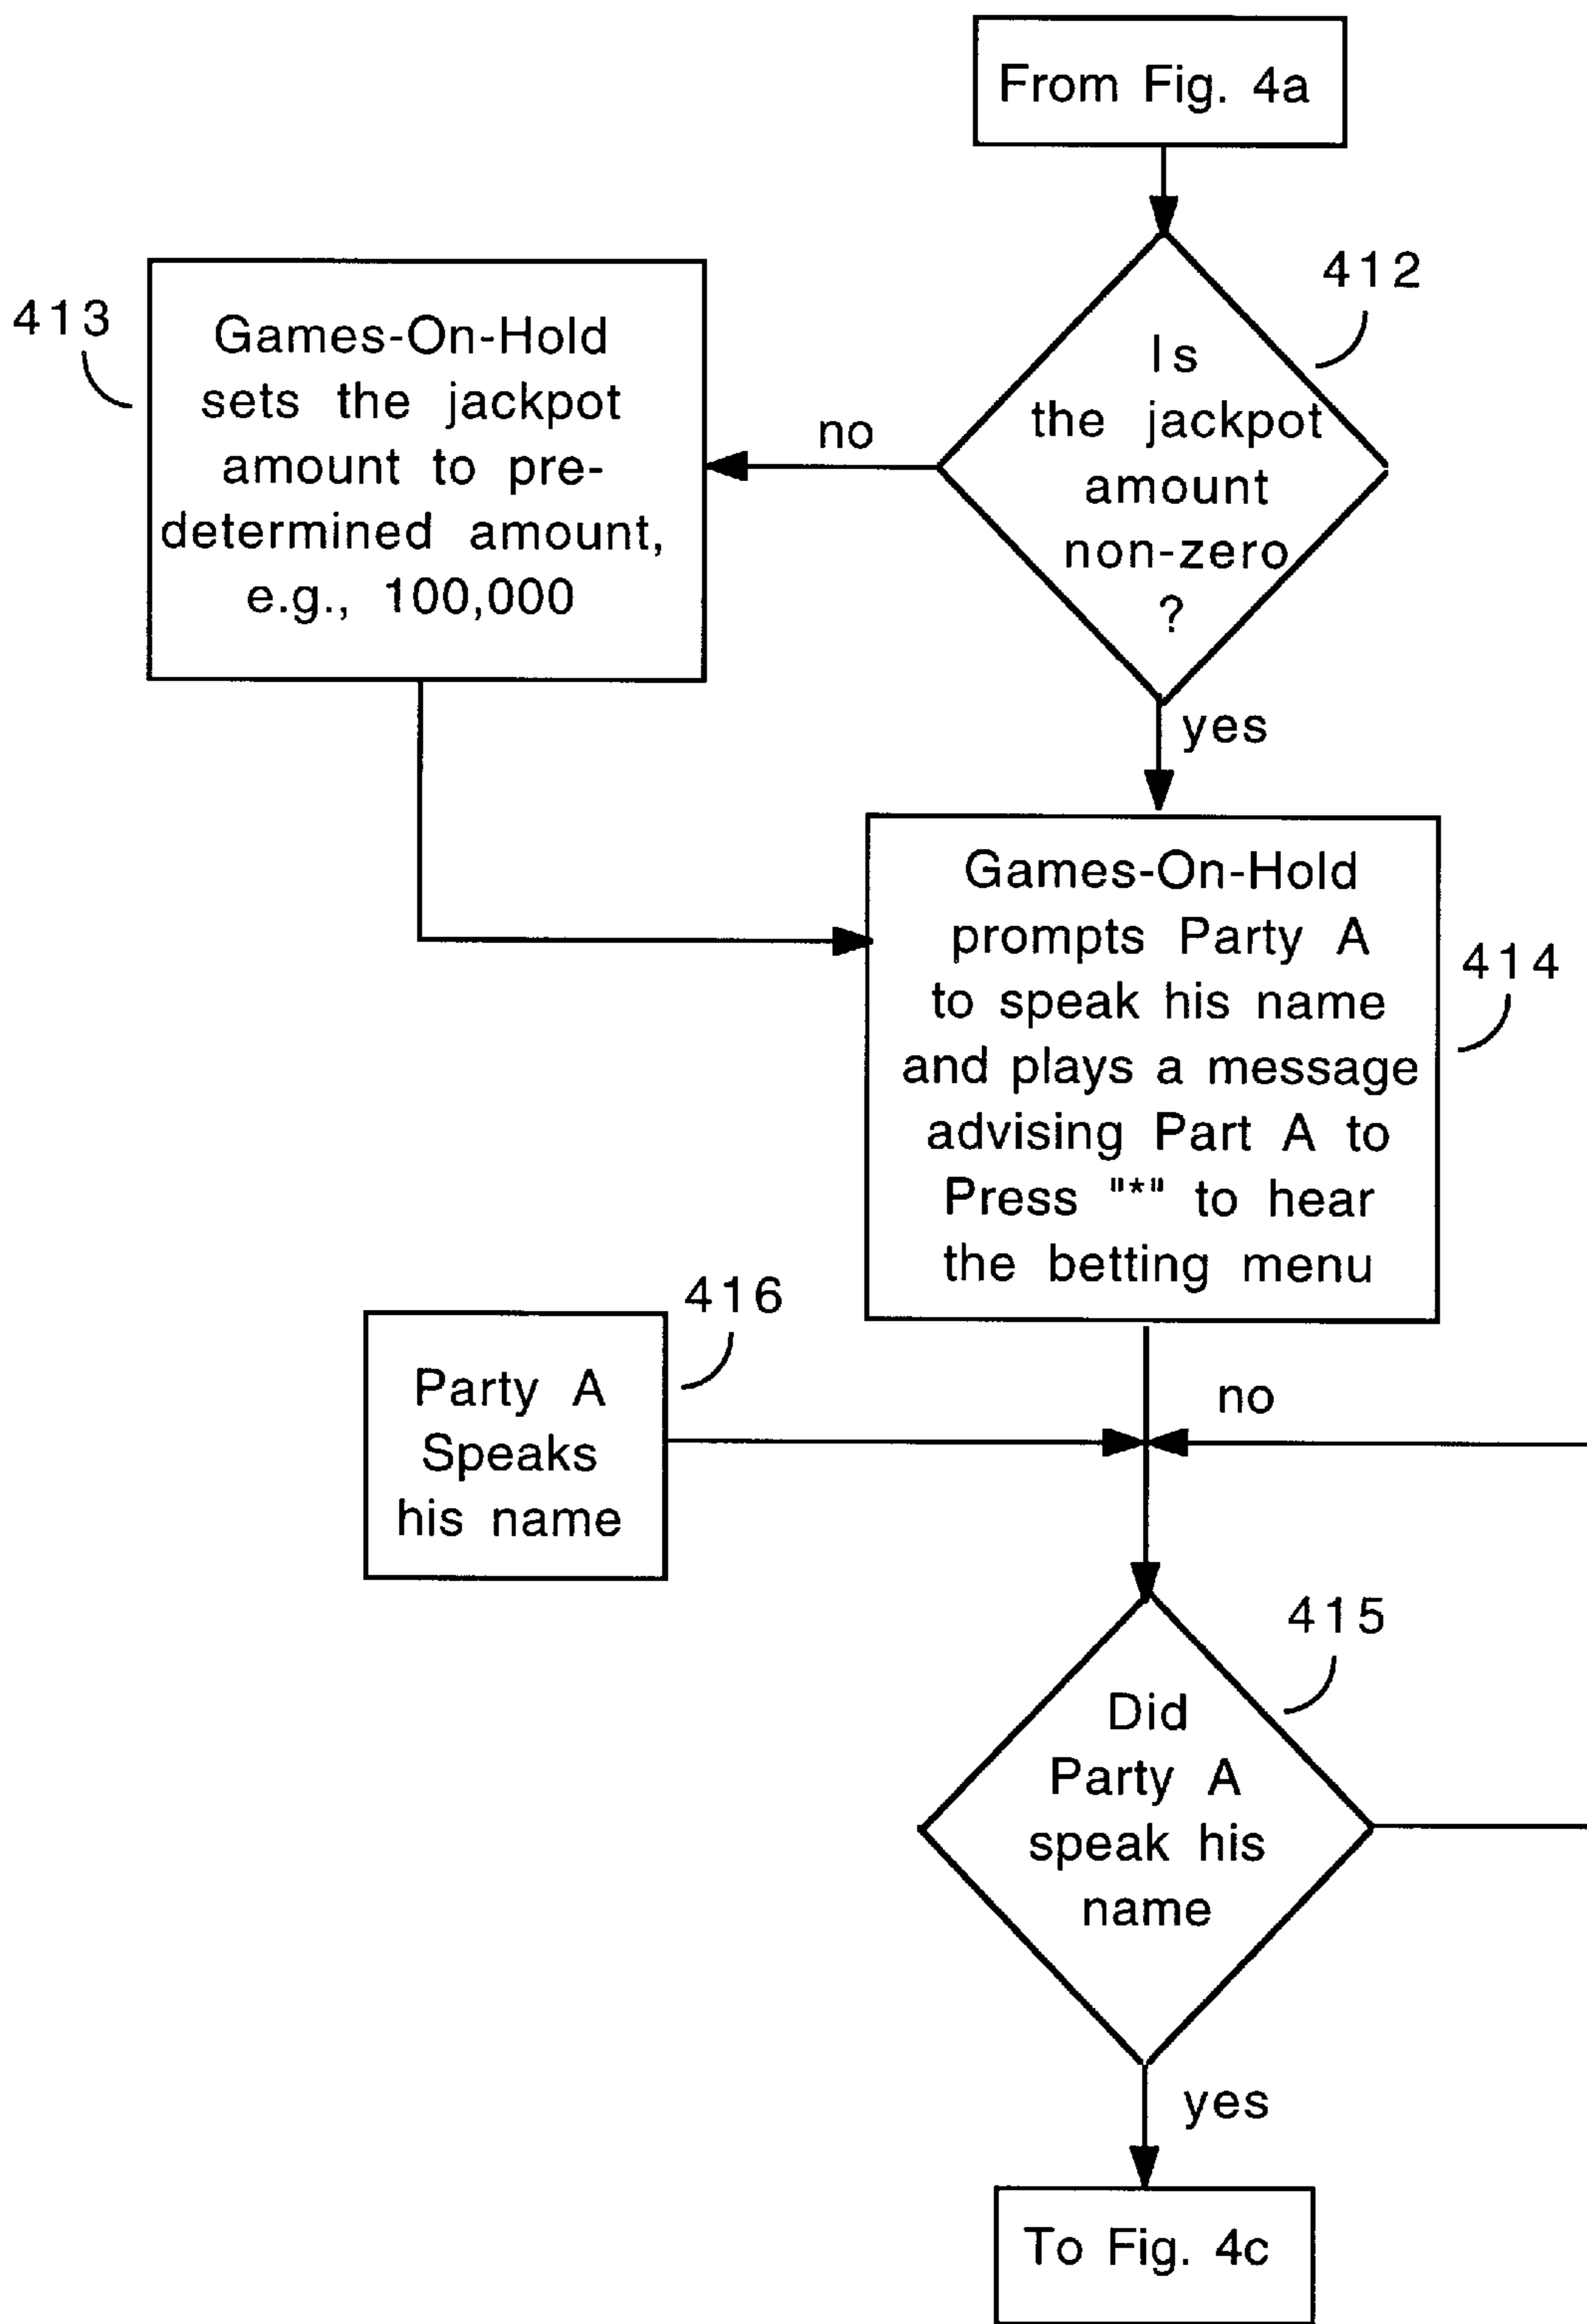 From Fig. 4a
412
Is
the jackpot
amount
non-zero
?
no
413
Games-On-Hold
sets the jackpot
amount to pre-
determined amount,
e.g., 100,000
yes
Games-On-Hold
prompts Party A
to speak his name
and plays a message
advising Part A to
Press "*" to hear
the betting menu
414
416
Party A
Speaks
his name
no
415
Did
Party A
speak his
name
yes
To Fig. 4c